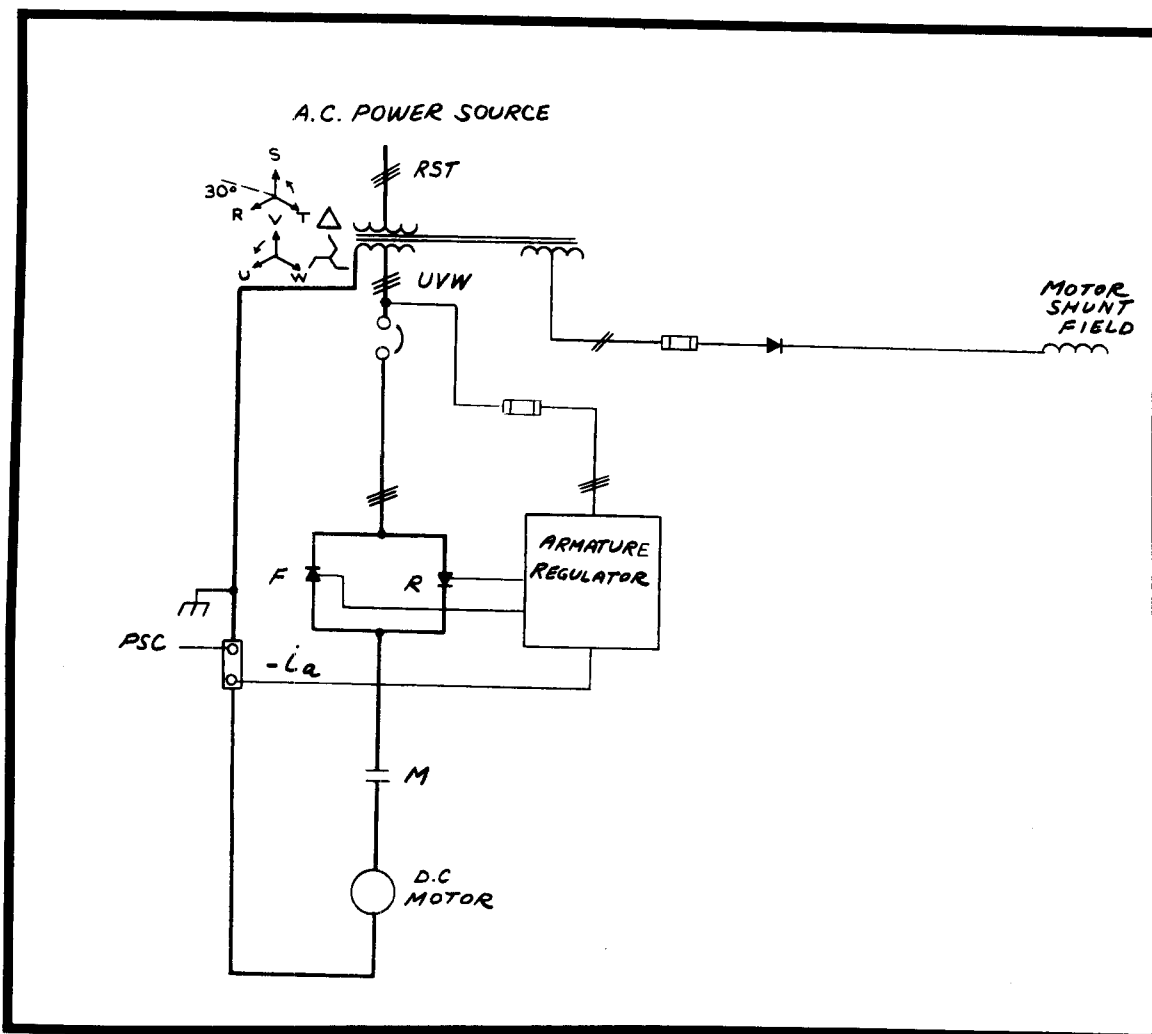 A.C. POWER SOURCE
RST
S
30°
R
T
V
U
W
UVW
MOTOR
SHUNT
FIELD
ARMATURE
REGULATOR
F
R
PSC
-ia
M
D.C
MOTOR